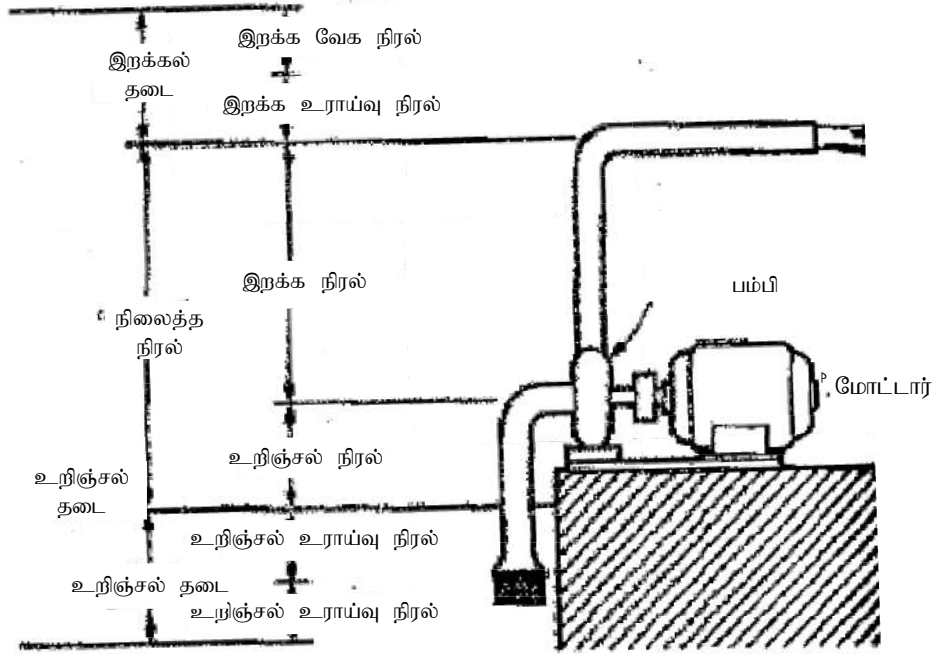 இறக்க வேக நிரல்
இறக்கல்
தடை
இறக்க உராய்வு நிரல்
இறக்க நிரல்
பம்பி
நிலைத்த
நிரல்
மோட்டார்
உறிஞ்சல் நிரல்
உறிஞ்சல்
தடை
உறிஞ்சல் உராய்வு நிரல்
உறிஞ்சல் தடை
உறிஞ்சல் உராய்வு நிரல்